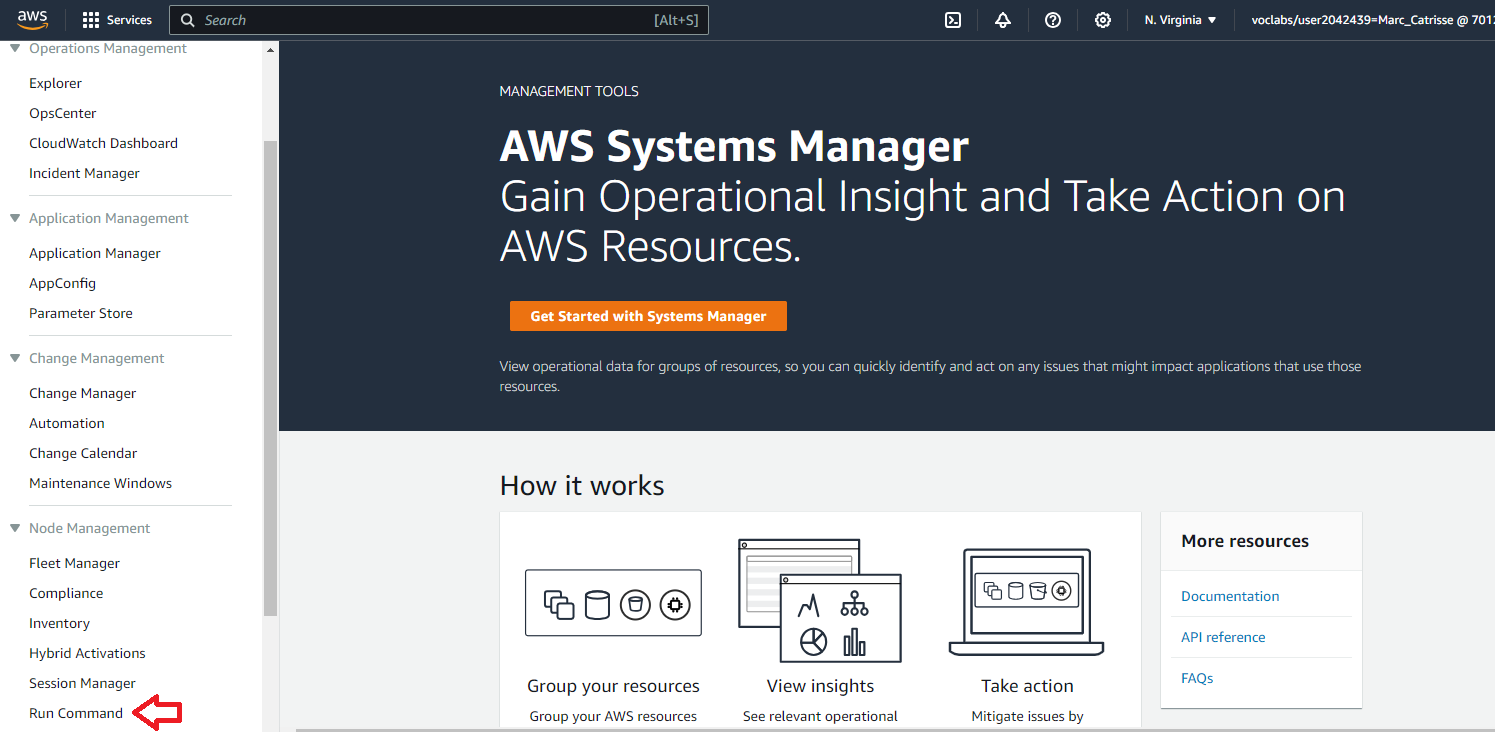 aws
Services
Search
[Alt+S]
N. Virginia
voclabs/user2042439=Marc_Catrisse @ 7012
Operations Management
Explorer
OpsCenter
CloudWatch Dashboard
Incident Manager
Application Management
Application Manager
AppConfig
Parameter Store
Change Management
Change Manager
Automation
Change Calendar
Maintenance Windows
Node Management
Fleet Manager
Compliance
Inventory
Hybrid Activations
Session Manager
Run Command
MANAGEMENT TOOLS
AWS Systems Manager
Gain Operational Insight and Take Action on
AWS Resources.
Get Started with Systems Manager
View operational data for groups of resources, so you can quickly identify and act on any issues that might impact applications that use those
resources.
How it works
Group your resources
Group your AWS resources
View insights
See relevant operational
Take action
Mitigate issues by
More resources
Documentation
API reference
FAQs